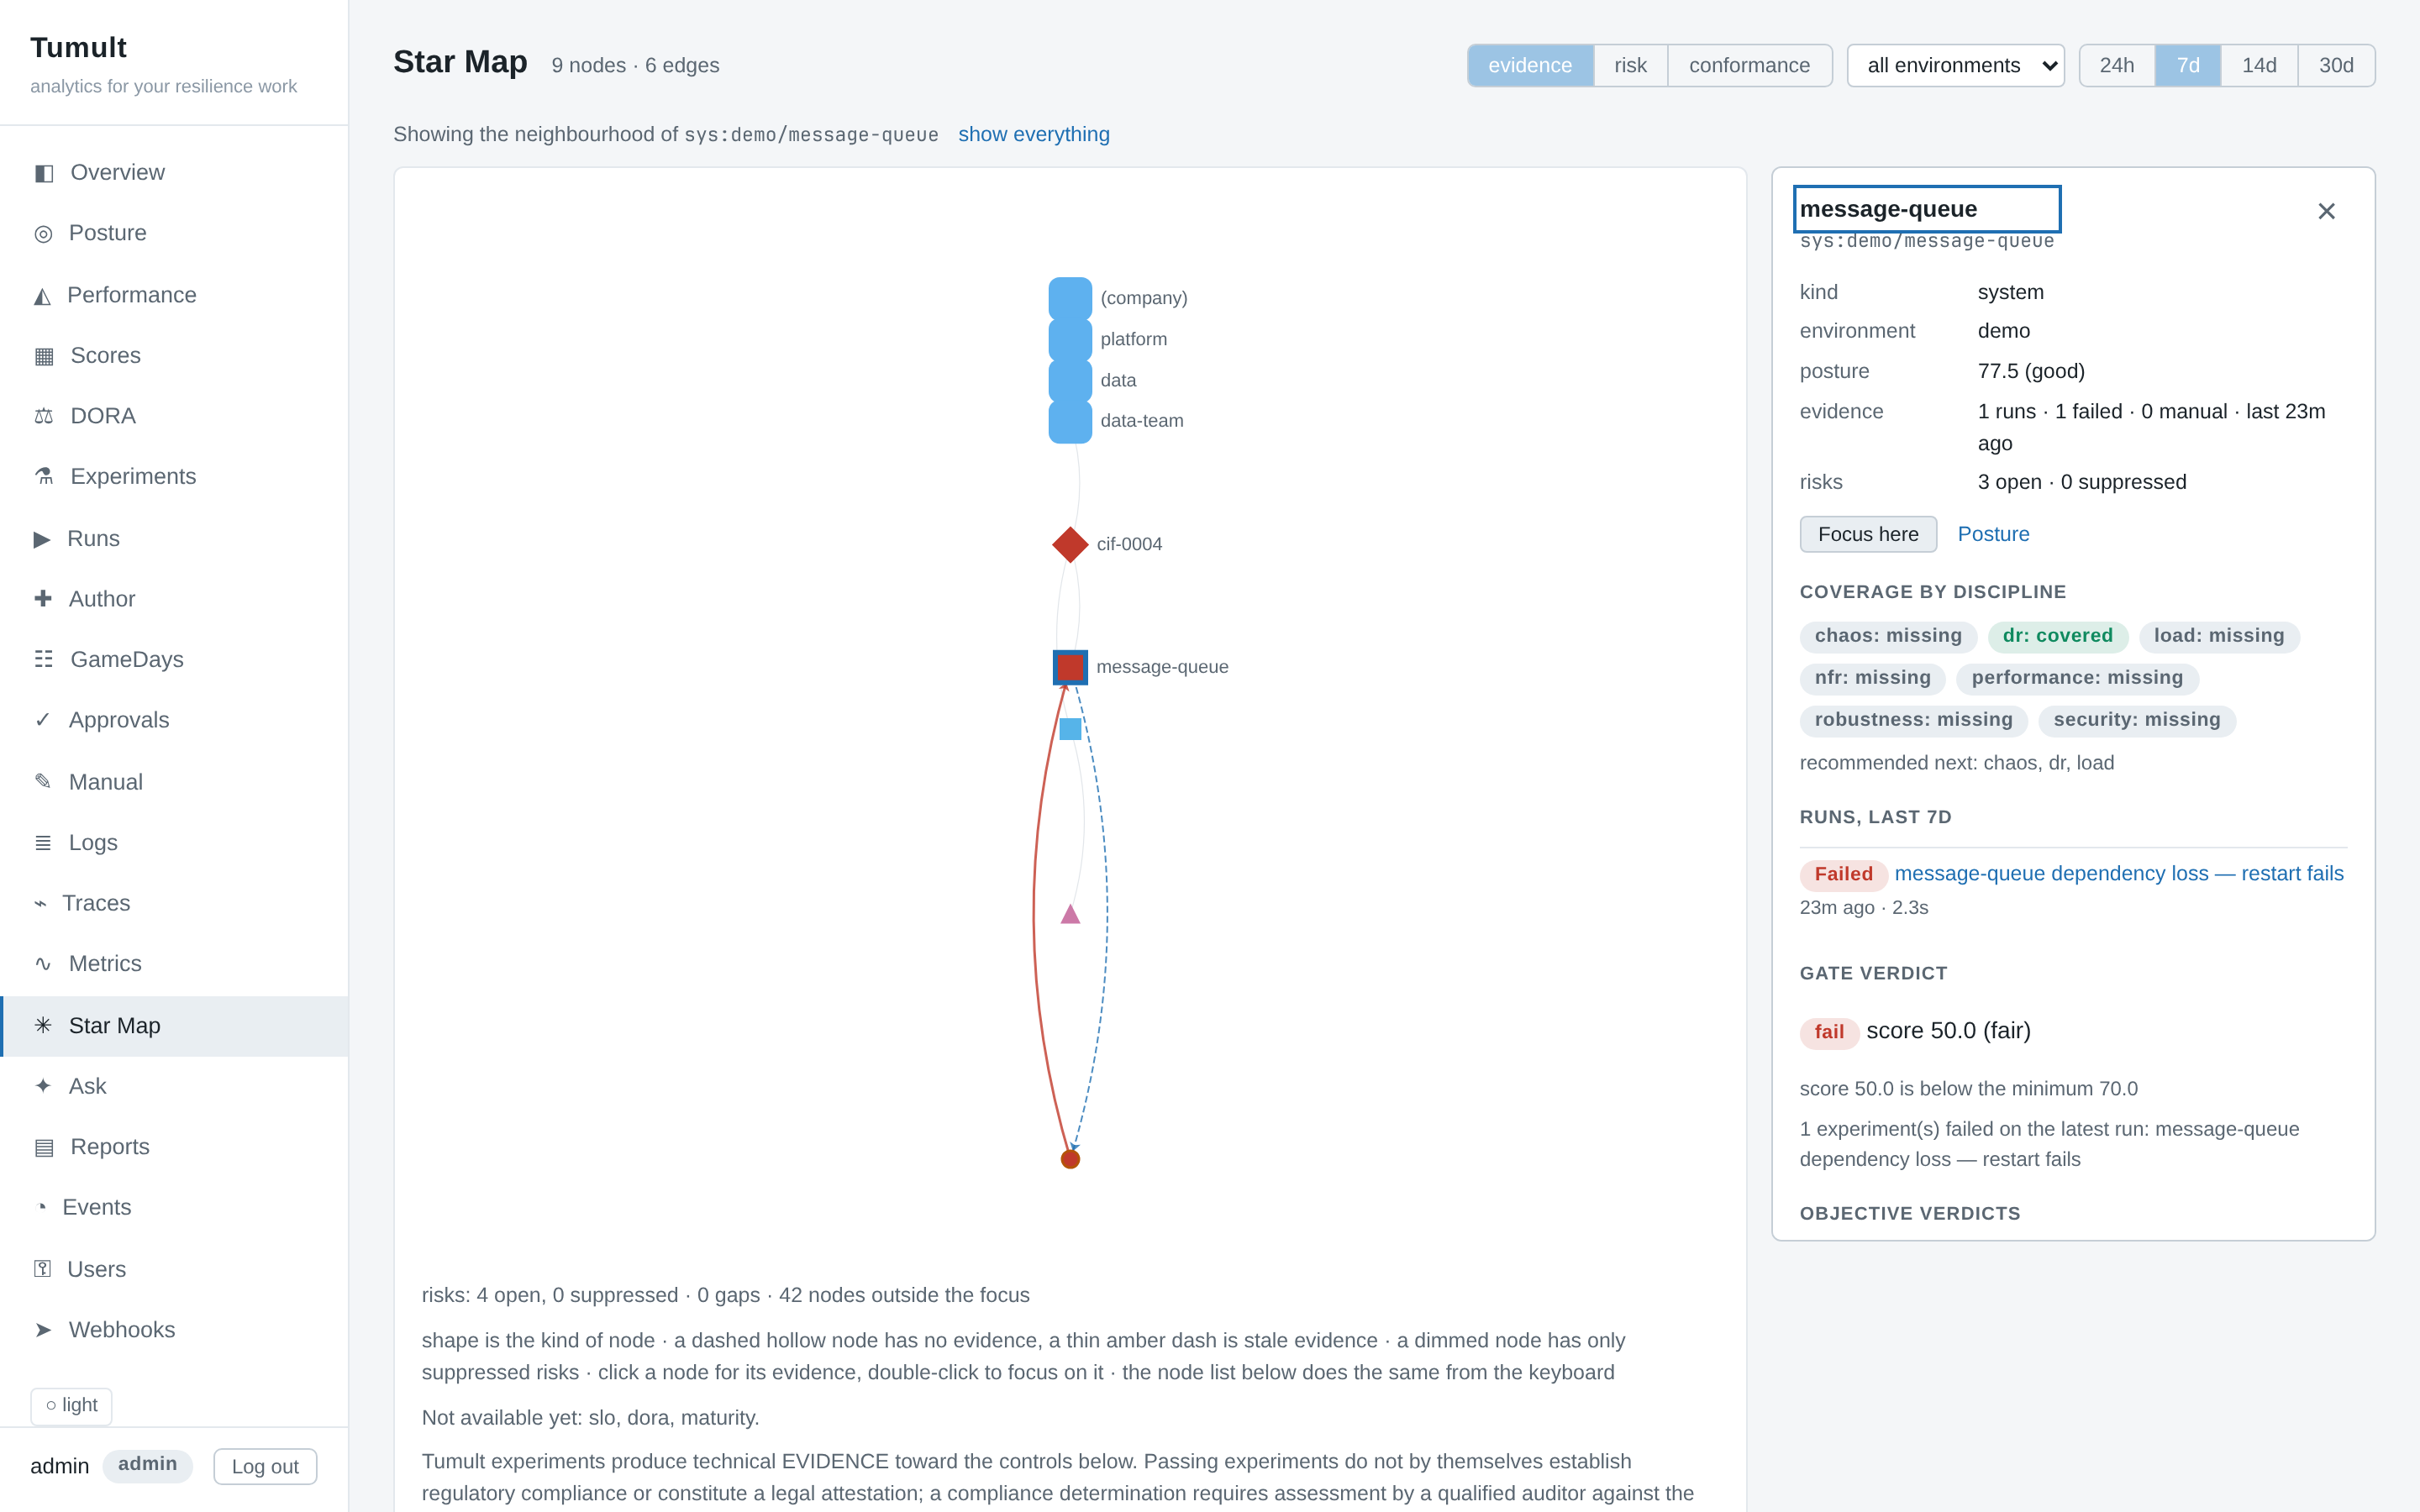 Tumult
analytics for your resilience work
Overview
Posture
Performance
Scores
DORA
Experiments
Runs
Author
GameDays
Approvals
Manual
Logs
Traces
Metrics
Star Map
Ask
Reports
Events
Users
Webhooks
light
admin admin Log out
Star Map 9 nodes · 6 edges
evidence risk conformance all environments 24h 7d 14d 30d
Showing the neighbourhood of sys:demo/message-queue show everything
(company)
platform
data
data-team
cif-0004
message-queue
risks: 4 open, 0 suppressed · 0 gaps · 42 nodes outside the focus
shape is the kind of node · a dashed hollow node has no evidence, a thin amber dash is stale evidence · a dimmed node has only
suppressed risks · click a node for its evidence, double-click to focus on it · the node list below does the same from the keyboard
Not available yet: slo, dora, maturity.
Tumult experiments produce technical EVIDENCE toward the controls below. Passing experiments do not by themselves establish
regulatory compliance or constitute a legal attestation; a compliance determination requires assessment by a qualified auditor against the
message-queue
sys:demo/message-queue
kind system
environment demo
posture 77.5 (good)
evidence 1 runs · 1 failed · 0 manual · last 23m
ago
risks 3 open · 0 suppressed
Focus here Posture
COVERAGE BY DISCIPLINE
chaos: missing dr: covered load: missing
nfr: missing performance: missing
robustness: missing security: missing
recommended next: chaos, dr, load
RUNS, LAST 7D
Failed message-queue dependency loss — restart fails
23m ago · 2.3s
GATE VERDICT
fail score 50.0 (fair)
score 50.0 is below the minimum 70.0
1 experiment(s) failed on the latest run: message-queue
dependency loss — restart fails
OBJECTIVE VERDICTS